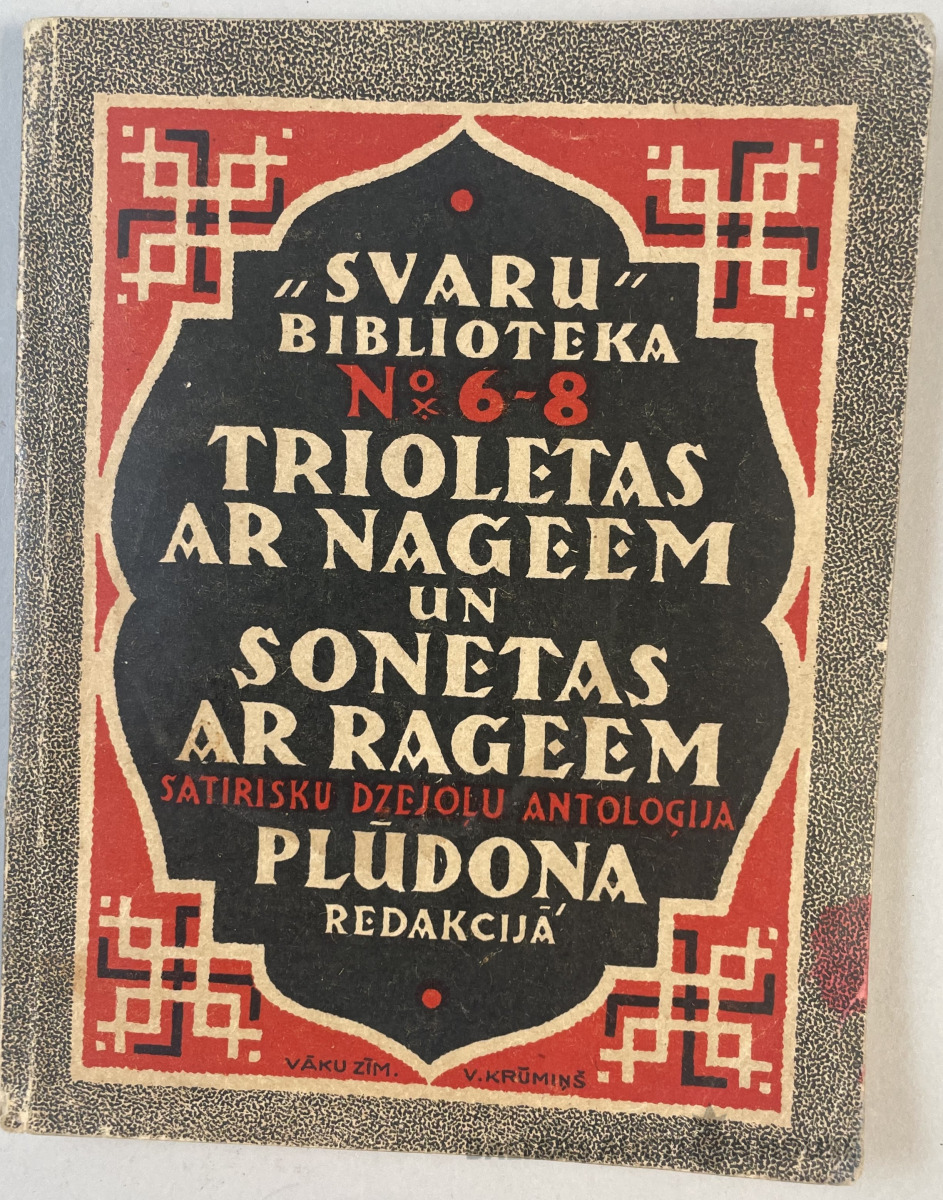 „SVARU”
BIBLIOTEKA
No 6-8
TRIOLETAS
AR NAGEEM
UN
SONETAS
AR RAGEEM
SATIRISKU DZEJOĻU ANTOLOĢIJA
PLŪDOŅA
REDAKCIJĀ
VĀKU ZĪM. V. KRŪMIŅŠ